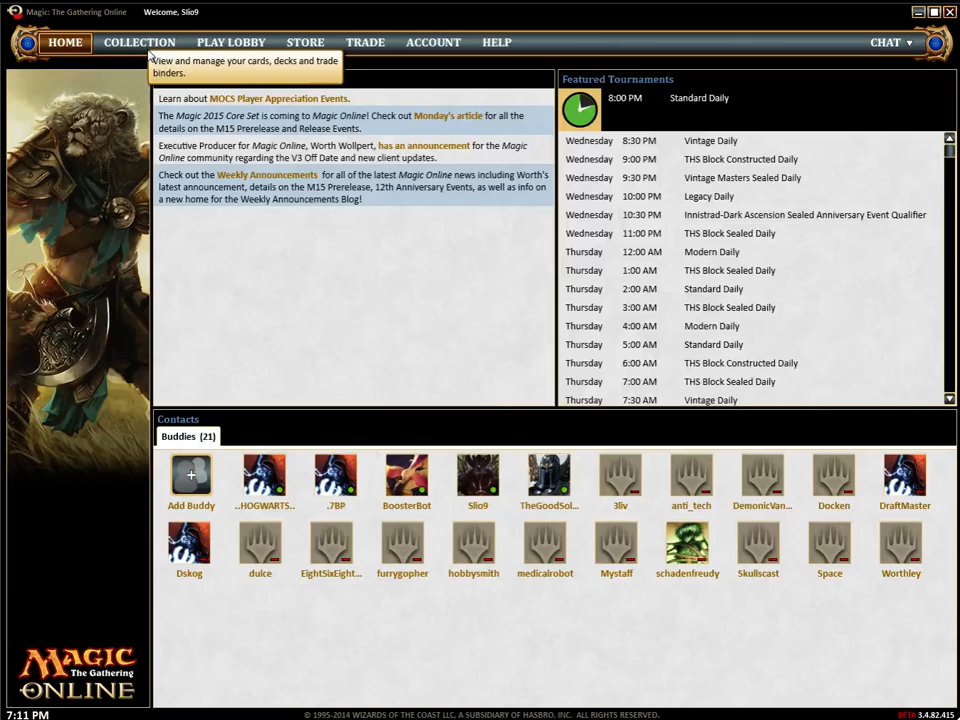 Magic: The Gathering Online Welcome, Slio9
HOME COLLECTION PLAY LOBBY STORE TRADE ACCOUNT HELP CHAT
View and manage your cards, decks and trade
binders.
Learn about MOCS Player Appreciation Events.
The Magic 2015 Core Set is coming to Magic Online! Check out Monday's article for all the
details on the M15 Prerelease and Release Events.
Executive Producer for Magic Online, Worth Wollpert, has an announcement for the Magic
Online community regarding the V3 Off Date and new client updates.
Check out the Weekly Announcements for all of the latest Magic Online news including Worth's
latest announcement, details on the M15 Prerelease, 12th Anniversary Events, as well as info on
a new home for the Weekly Announcements Blog!
Featured Tournaments
8:00 PM Standard Daily
Wednesday 8:30 PM Vintage Daily
Wednesday 9:00 PM THS Block Constructed Daily
Wednesday 9:30 PM Vintage Masters Sealed Daily
Wednesday 10:00 PM Legacy Daily
Wednesday 10:30 PM Innistrad-Dark Ascension Sealed Anniversary Event Qualifier
Wednesday 11:00 PM THS Block Sealed Daily
Thursday 12:00 AM Modern Daily
Thursday 1:00 AM THS Block Sealed Daily
Thursday 2:00 AM Standard Daily
Thursday 3:00 AM THS Block Sealed Daily
Thursday 4:00 AM Modern Daily
Thursday 5:00 AM Standard Daily
Thursday 6:00 AM THS Block Constructed Daily
Thursday 7:00 AM THS Block Sealed Daily
Thursday 7:30 AM Vintage Daily
Contacts
Buddies (21)
Add Buddy ..HOGWARTS.. .7BP BoosterBot Slio9 TheGoodSol... 3liv anti_tech DemonicVan... Docken DraftMaster
Dskog dulce EightSixEight... furrygopher hobbysmith medicalrobot Mystaff schadenfreudy Skullscast Space Worthley
MAGIC
The Gathering
ONLINE
7:11 PM © 1995-2014 WIZARDS OF THE COAST LLC, A SUBSIDIARY OF HASBRO, INC. ALL RIGHTS RESERVED. BETA 3.4.82.415